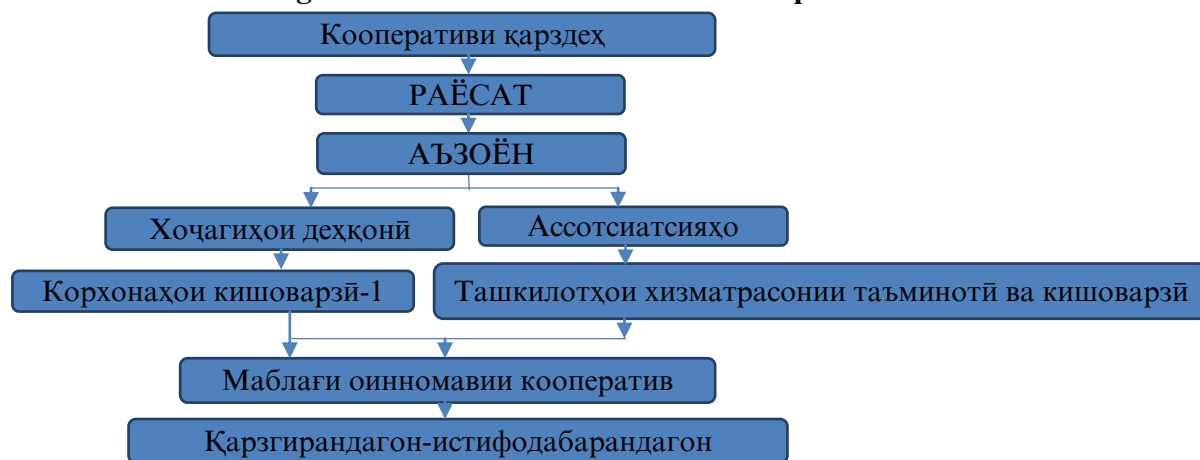 Кооперативи қарздеҳ
РАЁСАТ
АЪЗОЁН
Хоҷагиҳои деҳқонӣ
Ассотсиатсияҳо
Корхонаҳои кишоварзӣ-1
Ташкилотҳои хизматрасонии таъминотӣ ва кишоварзӣ
Маблағи оинномавии кооператив
Қарзгирандагон-истифодабарандагон